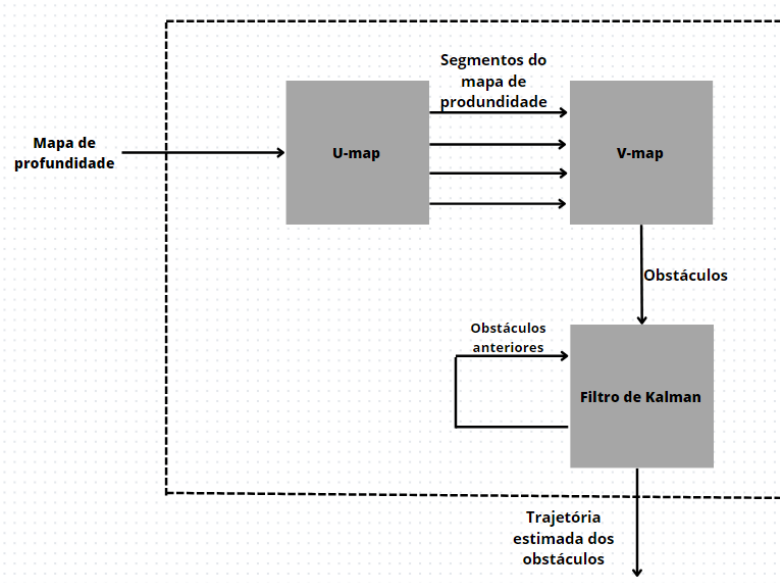 Segmentos do
mapa de
produndidade
Mapa de
profundidade
U-map
V-map
Obstáculos
Obstáculos
anteriores
Filtro de Kalman
Trajetória
estimada dos
obstáculos